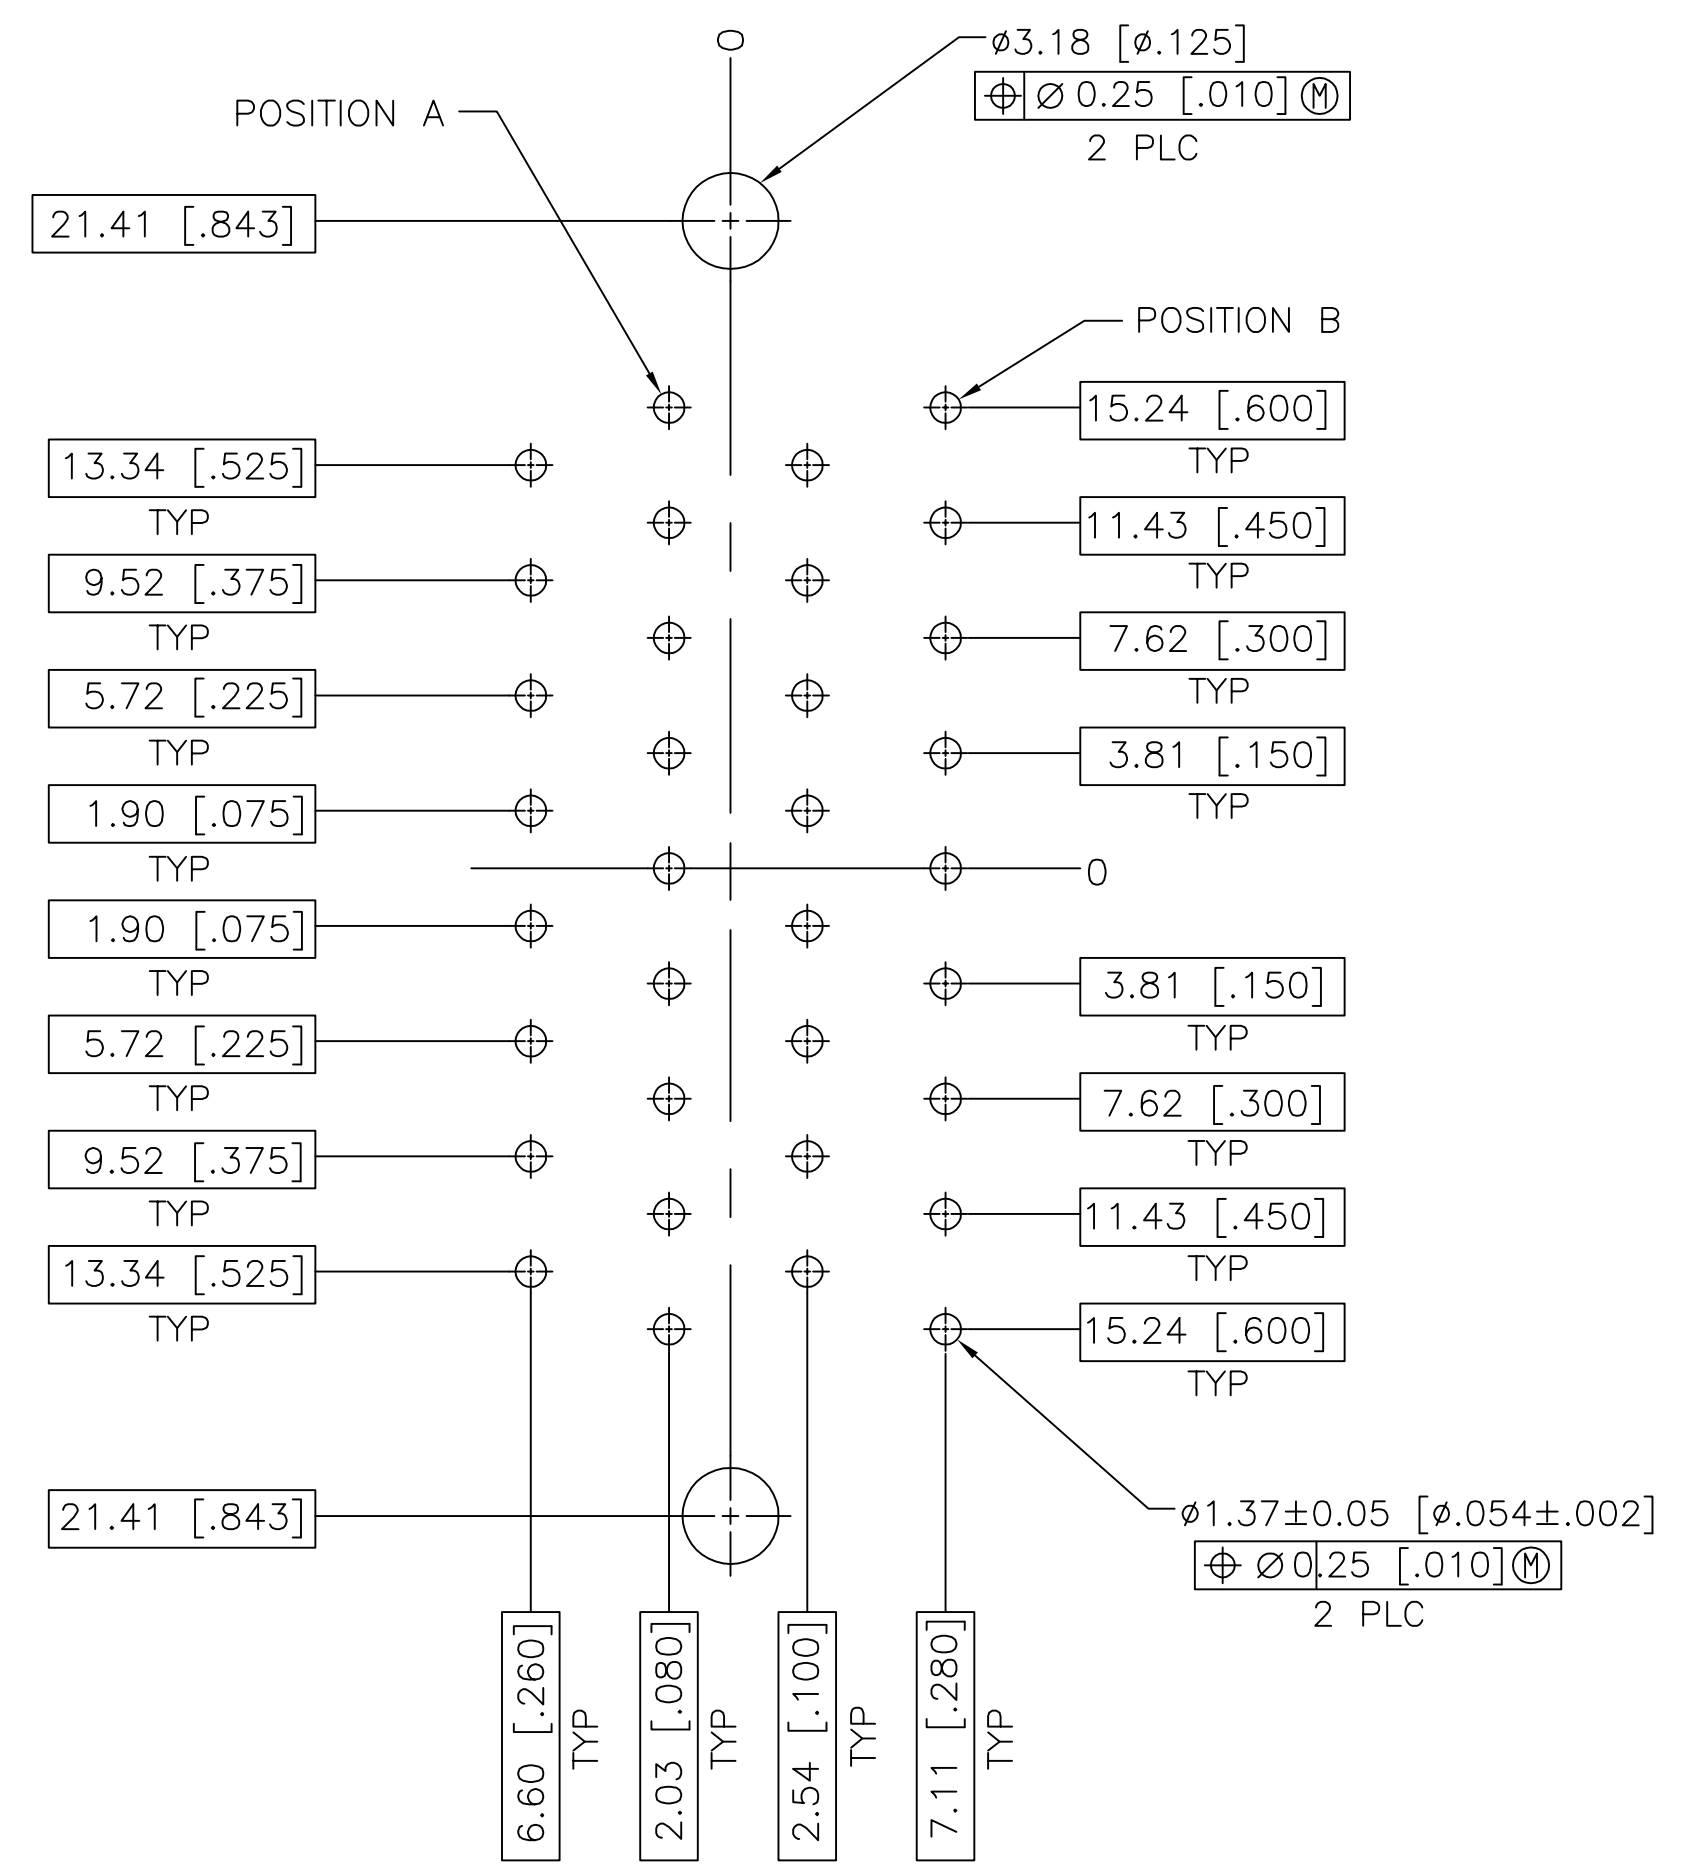 0
⌀3.18 [⌀.125]
⌖ ⌀ 0.25 [.010] Ⓜ
2 PLC
POSITION A
21.41 [.843]
POSITION B
15.24 [.600]
TYP
13.34 [.525]
TYP
11.43 [.450]
TYP
9.52 [.375]
TYP
7.62 [.300]
TYP
5.72 [.225]
TYP
3.81 [.150]
TYP
1.90 [.075]
TYP
0
1.90 [.075]
TYP
3.81 [.150]
TYP
5.72 [.225]
TYP
7.62 [.300]
TYP
9.52 [.375]
TYP
11.43 [.450]
TYP
13.34 [.525]
TYP
15.24 [.600]
TYP
21.41 [.843]
⌀1.37±0.05 [⌀.054±.002]
⌖ ⌀ 0.25 [.010] Ⓜ
2 PLC
6.60 [.260]
TYP
2.03 [.080]
TYP
2.54 [.100]
TYP
7.11 [.280]
TYP